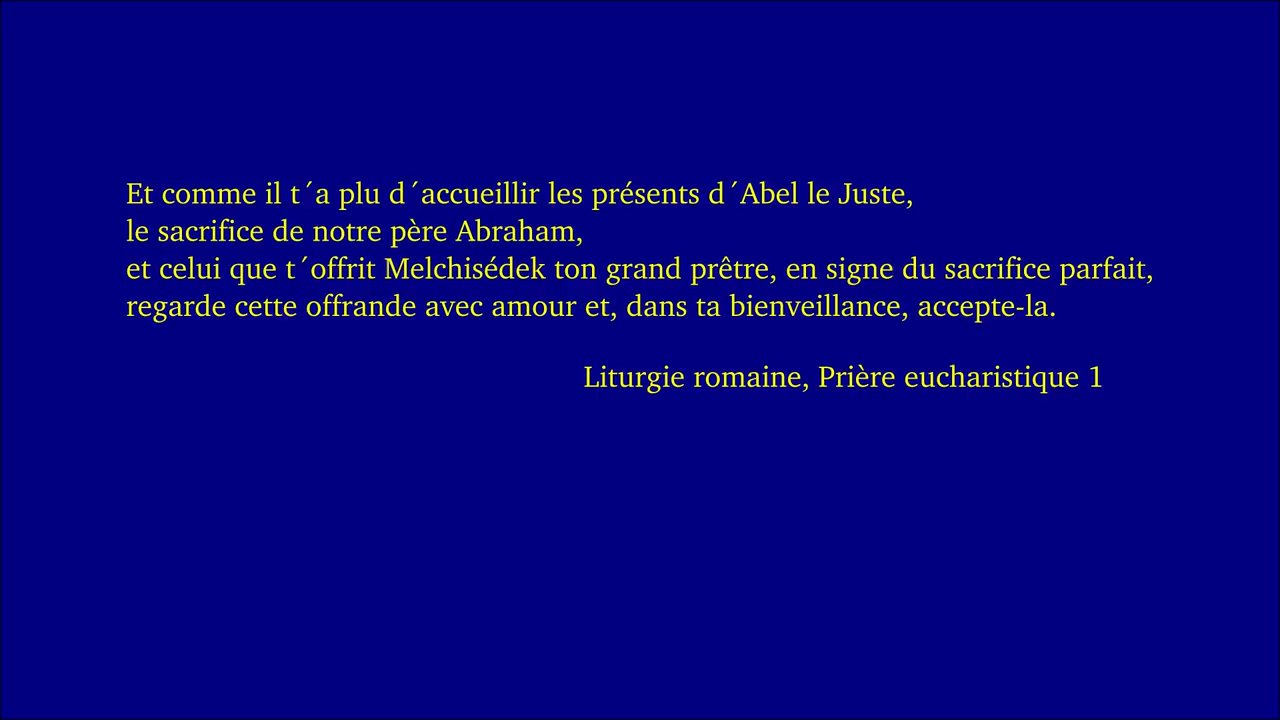 Et comme il t´a plu d´accueillir les présents d´Abel le Juste,
le sacrifice de notre père Abraham,
et celui que t´offrit Melchisédek ton grand prêtre, en signe du sacrifice parfait,
regarde cette offrande avec amour et, dans ta bienveillance, accepte-la.
Liturgie romaine, Prière eucharistique 1